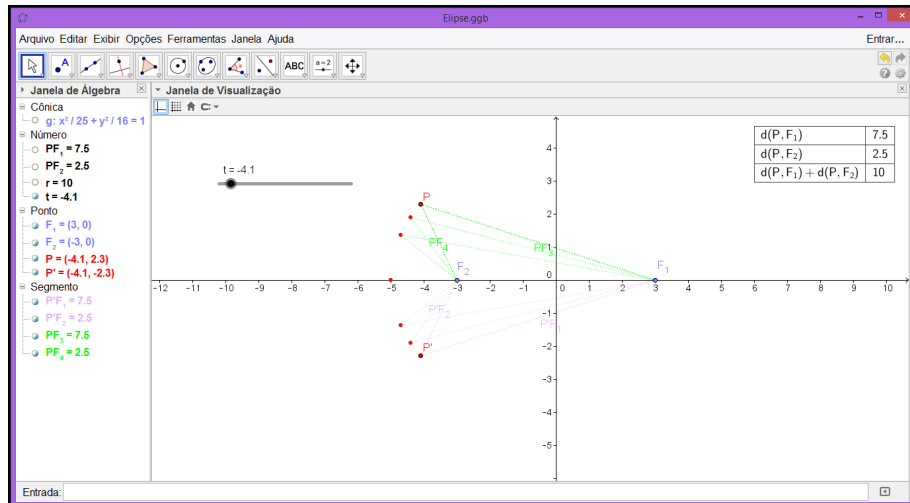 Elipse.ggb
Arquivo Editar Exibir Opções Ferramentas Janela Ajuda
Entrar...
A
ABC
a=2
Janela de Álgebra
Cônica
g: x² / 25 + y² / 16 = 1
Número
PF₁ = 7.5
PF₂ = 2.5
r = 10
t = -4.1
Ponto
F₁ = (3, 0)
F₂ = (-3, 0)
P = (-4.1, 2.3)
P' = (-4.1, -2.3)
Segmento
P'F₁ = 7.5
P'F₂ = 2.5
PF₃ = 7.5
PF₄ = 2.5
Janela de Visualização
t = -4.1
d(P, F₁) 7.5
d(P, F₂) 2.5
d(P, F₁) + d(P, F₂) 10
4
3
2
1
0
-1
-2
-3
-4
-5
-12 -11 -10 -9 -8 -7 -6 -5 -4 -3 -2 -1 0 1 2 3 4 5 6 7 8 9 10
P
PF₄
PF₃
F₂
F₁
P'F₂
P'F₁
P'
Entrada: